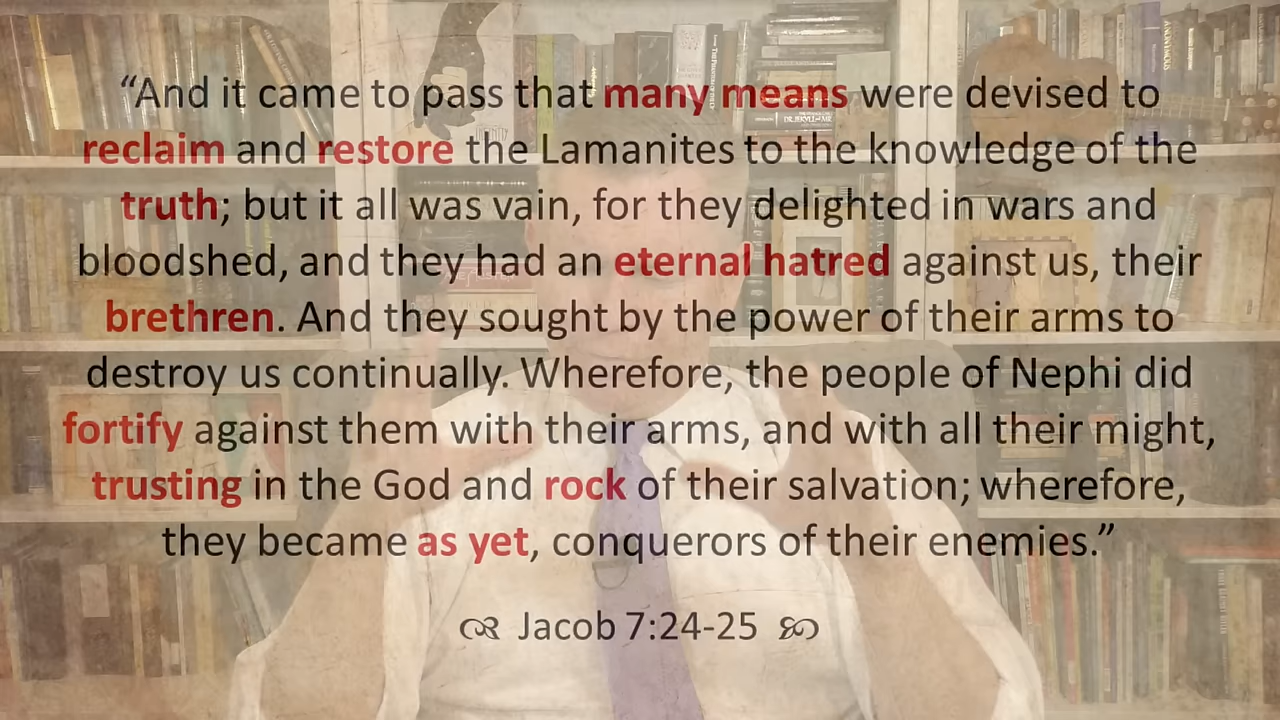 “And it came to pass that many means were devised to
reclaim and restore the Lamanites to the knowledge of the
truth; but it all was vain, for they delighted in wars and
bloodshed, and they had an eternal hatred against us, their
brethren. And they sought by the power of their arms to
destroy us continually. Wherefore, the people of Nephi did
fortify against them with their arms, and with all their might,
trusting in the God and rock of their salvation; wherefore,
they became as yet, conquerors of their enemies.”
Jacob 7:24-25